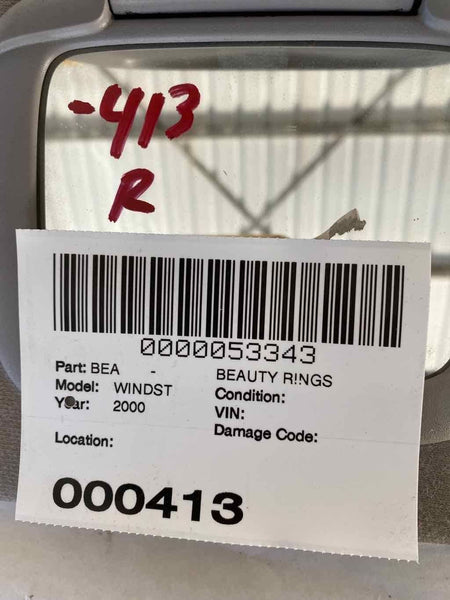 -413
R
0000053343
Part: BEA - BEAUTY RINGS
Model: WINDST Condition:
Year: 2000 VIN:
Damage Code:
Location:
000413